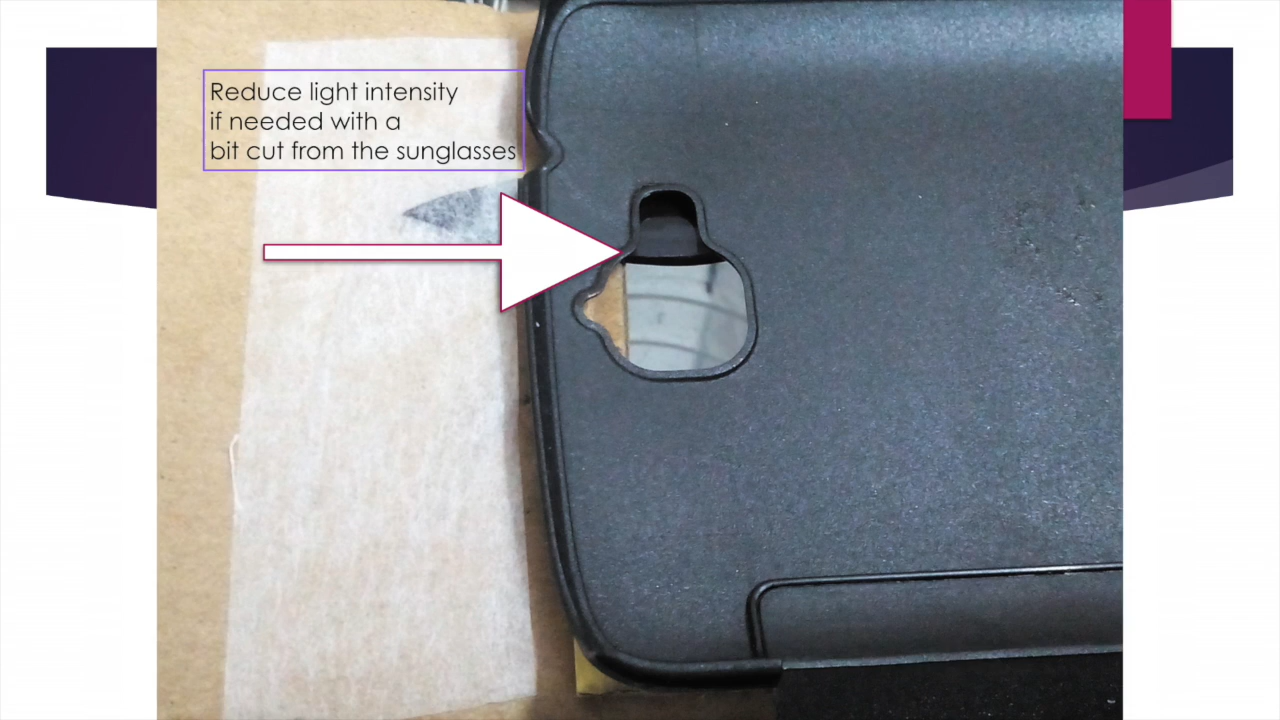 Reduce light intensity
if needed with a
bit cut from the sunglasses